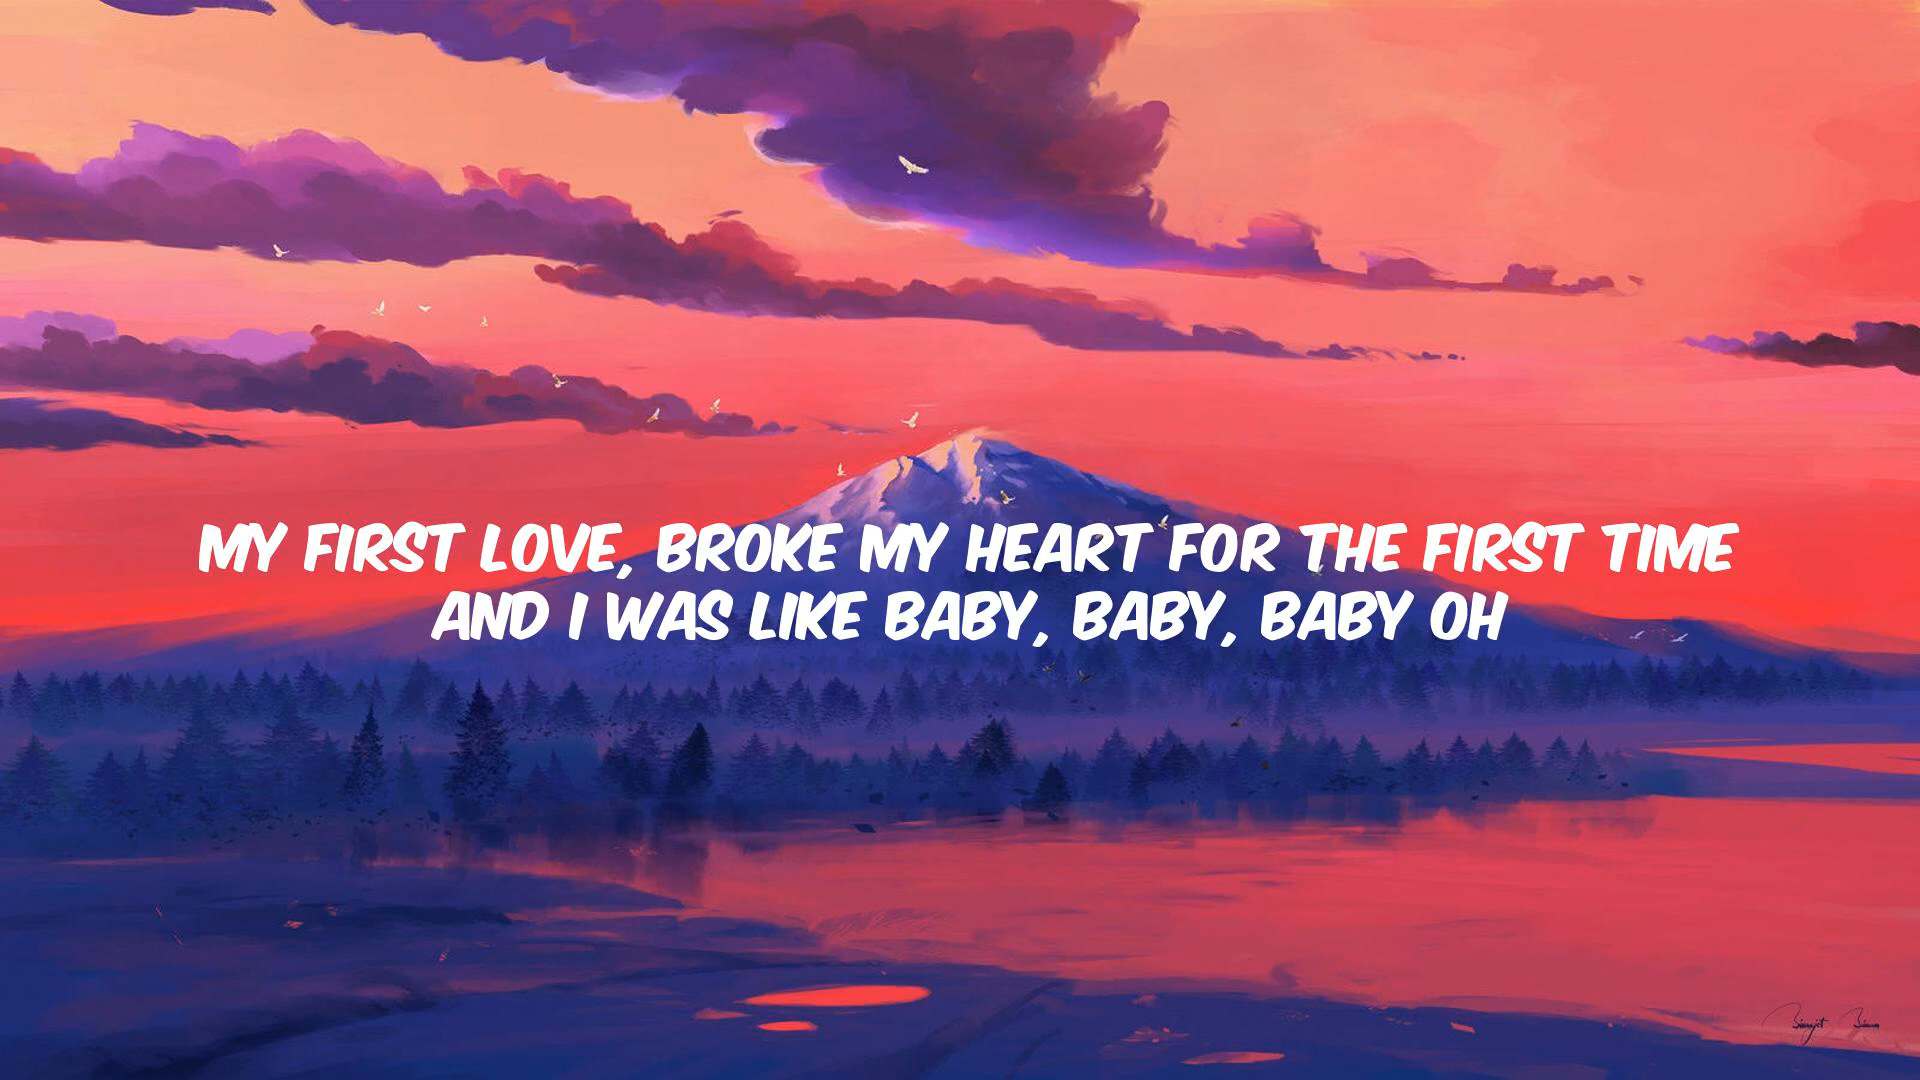 MY FIRST LOVE, BROKE MY HEART FOR THE FIRST TIME
AND I WAS LIKE BABY, BABY, BABY OH